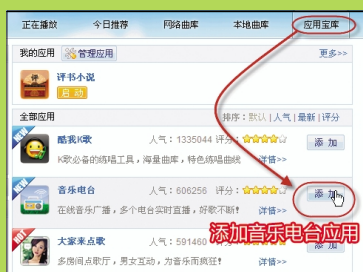 正在播放 今日推荐 网络曲库 本地曲库 应用宝库
我的应用 管理应用 更多>>
评书小说
启动
全部应用 排序：默认 | 人气 | 最新 | 评分
酷我K歌 人气：1335044 评分： 添加
K歌必备的练唱工具，海量曲库，特色练唱曲线 详情>>
音乐电台 人气：606256 评分： 添加
在线音乐广播，多个电台实时直播，好歌不断！ 详情>>
添加音乐电台应用
大家来点歌 人气：591460
多房间点歌厅，男女互动，为音乐而疯狂！ 详情>>